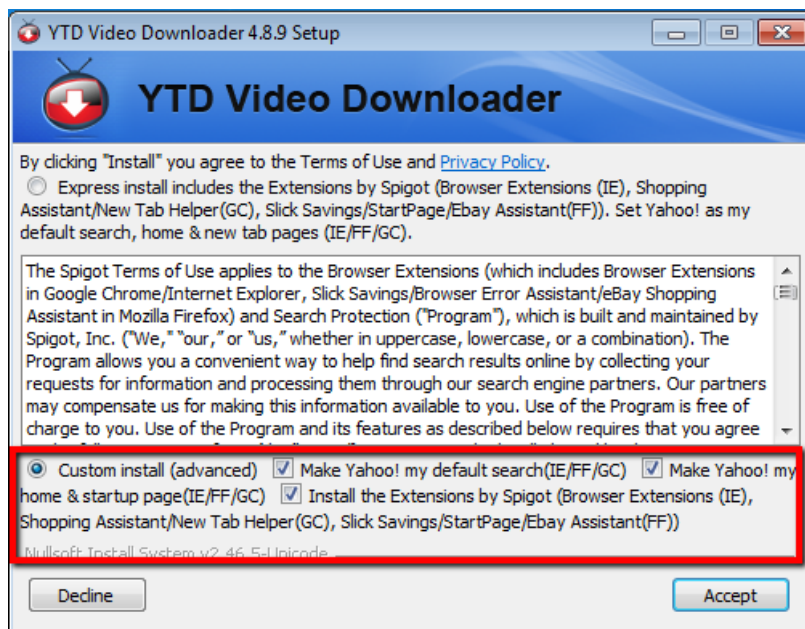 YTD Video Downloader 4.8.9 Setup
YTD Video Downloader
By clicking "Install" you agree to the Terms of Use and Privacy Policy.
Express install includes the Extensions by Spigot (Browser Extensions (IE), Shopping
Assistant/New Tab Helper(GC), Slick Savings/StartPage/Ebay Assistant(FF)). Set Yahoo! as my
default search, home & new tab pages (IE/FF/GC).
The Spigot Terms of Use applies to the Browser Extensions (which includes Browser Extensions
in Google Chrome/Internet Explorer, Slick Savings/Browser Error Assistant/eBay Shopping
Assistant in Mozilla Firefox) and Search Protection ("Program"), which is built and maintained by
Spigot, Inc. ("We," “our,” or “us,” whether in uppercase, lowercase, or a combination). The
Program allows you a convenient way to help find search results online by collecting your
requests for information and processing them through our search engine partners. Our partners
may compensate us for making this information available to you. Use of the Program is free of
charge to you. Use of the Program and its features as described below requires that you agree
Custom install (advanced) Make Yahoo! my default search(IE/FF/GC) Make Yahoo! my
home & startup page(IE/FF/GC) Install the Extensions by Spigot (Browser Extensions (IE),
Shopping Assistant/New Tab Helper(GC), Slick Savings/StartPage/Ebay Assistant(FF))
Nullsoft Install System v2.46.5-Unicode
Decline
Accept